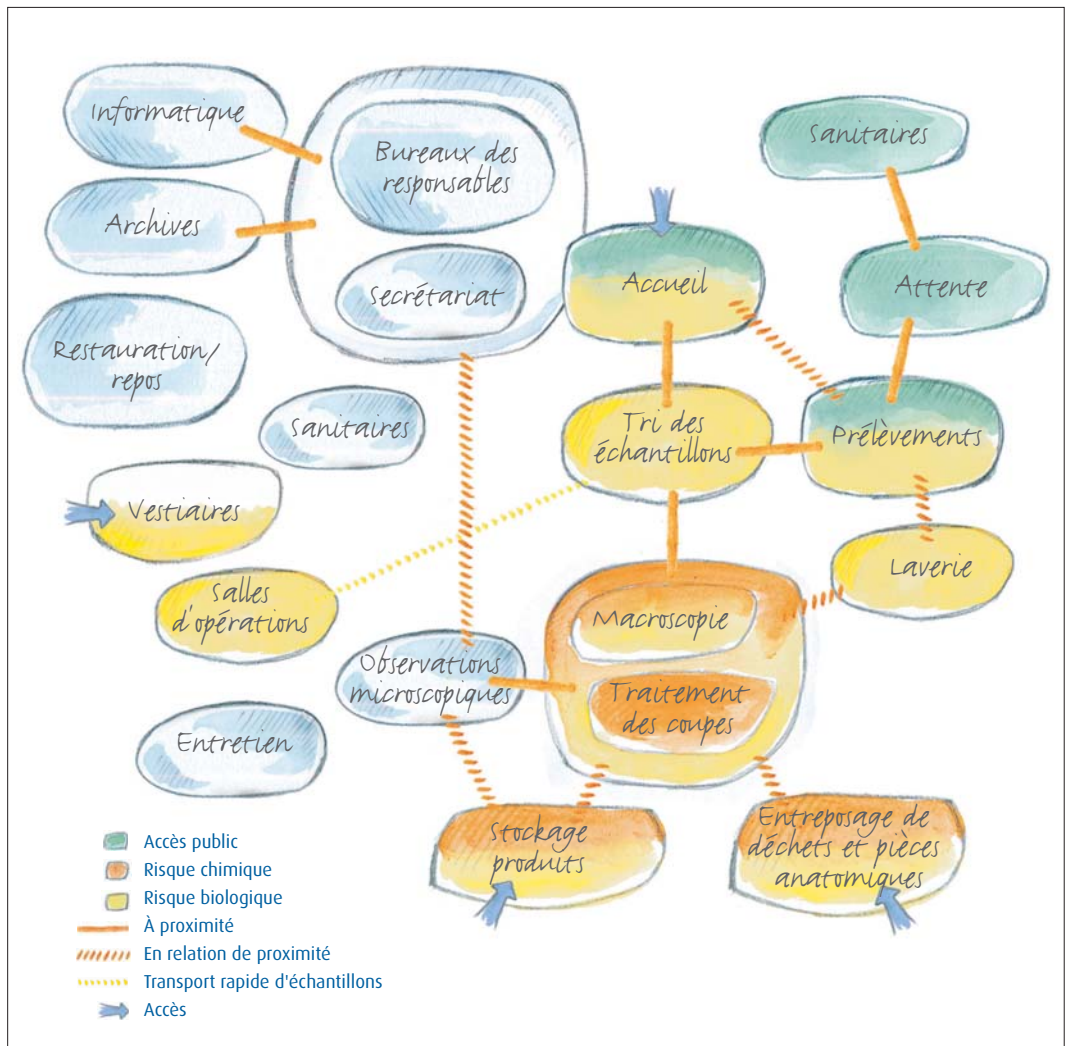 Informatique
Bureaux des
responsables
Sanitaires
Archives
Accueil
Secrétariat
Attente
Restauration/
repos
Sanitaires
Tri des
échantillons
Prélèvements
Vestiaires
Laverie
Salles
d'opérations
Macroscopie
Observations
microscopiques
Traitement
des coupes
Entretien
Stockage
produits
Entreposage de
déchets et pièces
anatomiques
Accès public
Risque chimique
Risque biologique
À proximité
En relation de proximité
Transport rapide d'échantillons
Accès